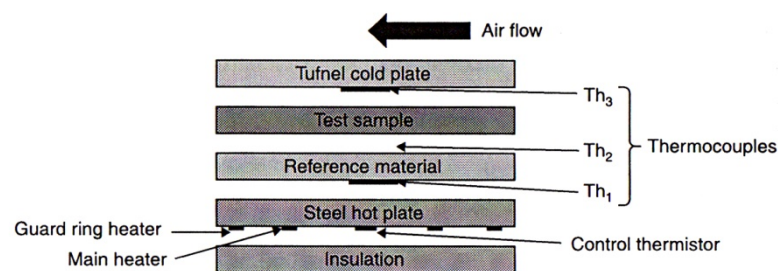 Air flow
Tufnel cold plate
Th3
Test sample
Th2
Thermocouples
Reference material
Th1
Steel hot plate
Guard ring heater
Control thermistor
Main heater
Insulation